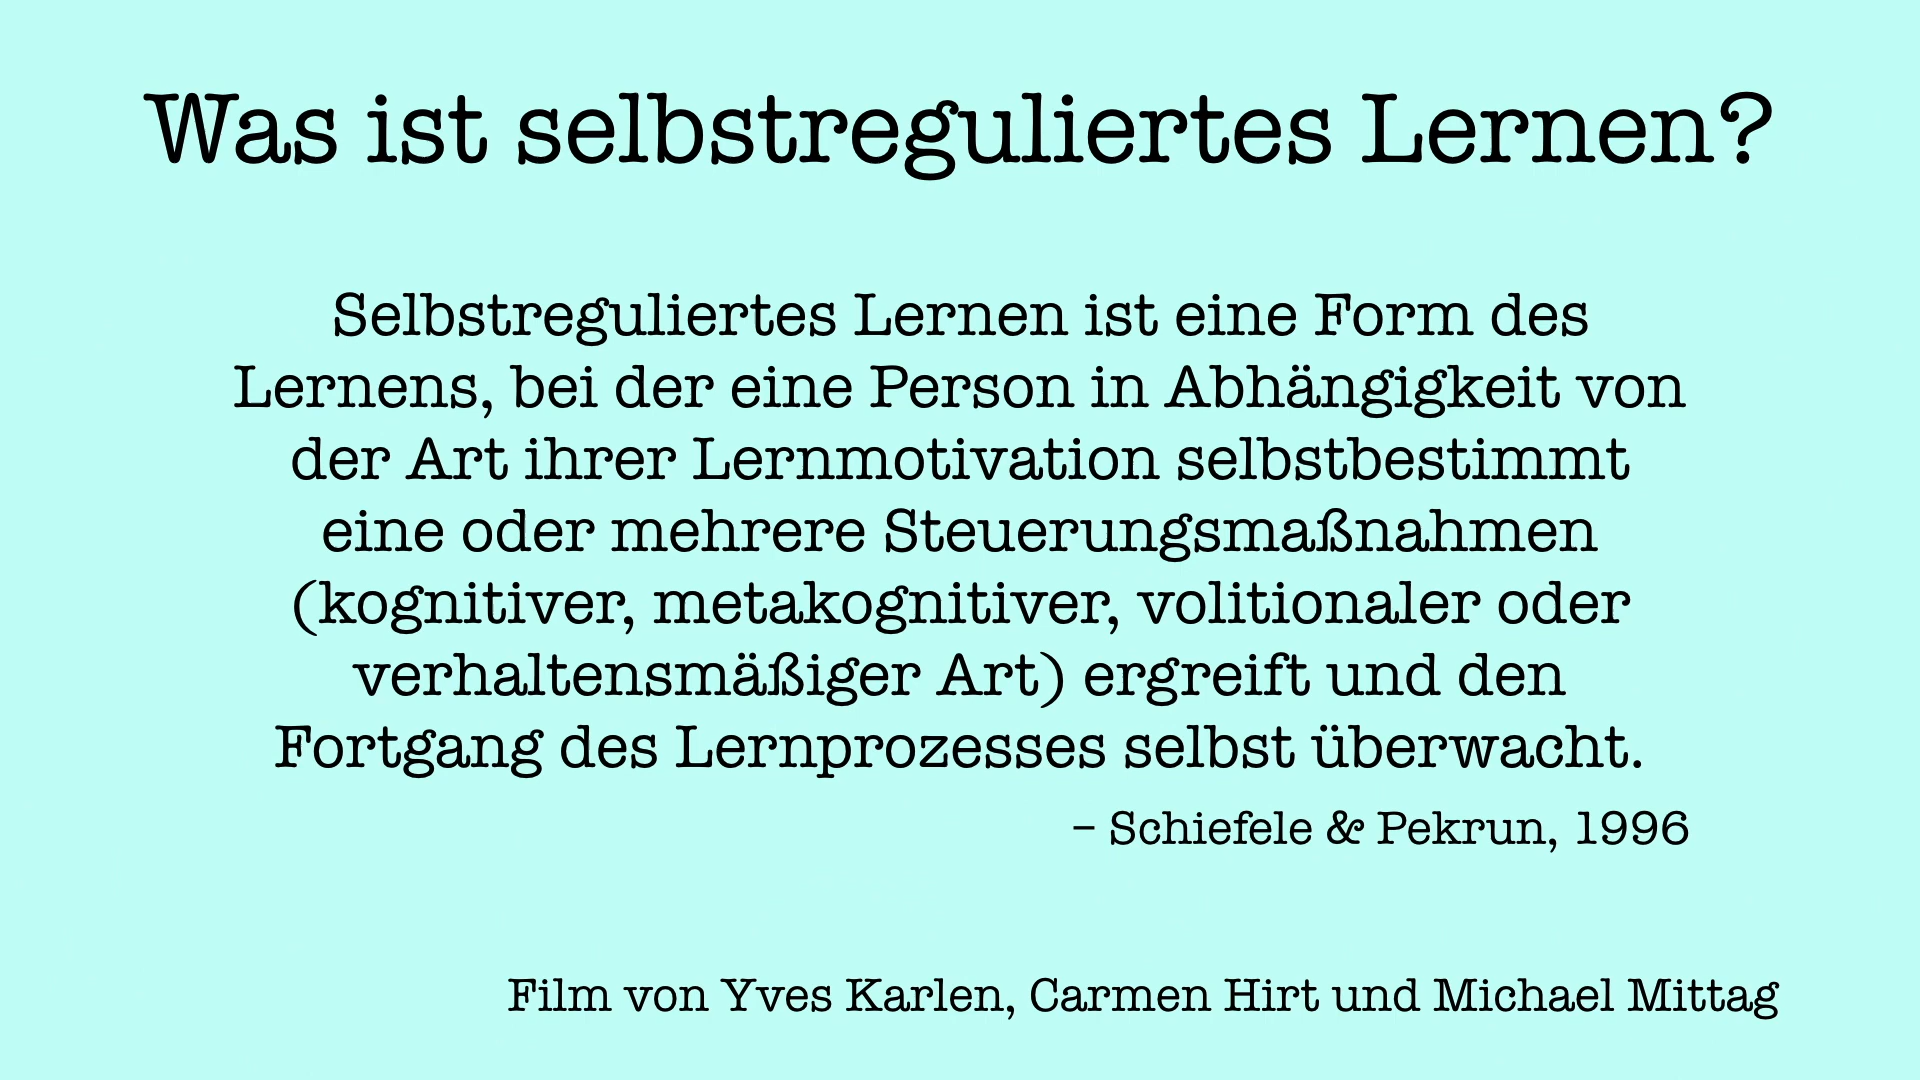 Was ist selbstreguliertes Lernen?
Selbstreguliertes Lernen ist eine Form des
Lernens, bei der eine Person in Abhängigkeit von
der Art ihrer Lernmotivation selbstbestimmt
eine oder mehrere Steuerungsmaßnahmen
(kognitiver, metakognitiver, volitionaler oder
verhaltensmäßiger Art) ergreift und den
Fortgang des Lernprozesses selbst überwacht.
– Schiefele & Pekrun, 1996
Film von Yves Karlen, Carmen Hirt und Michael Mittag